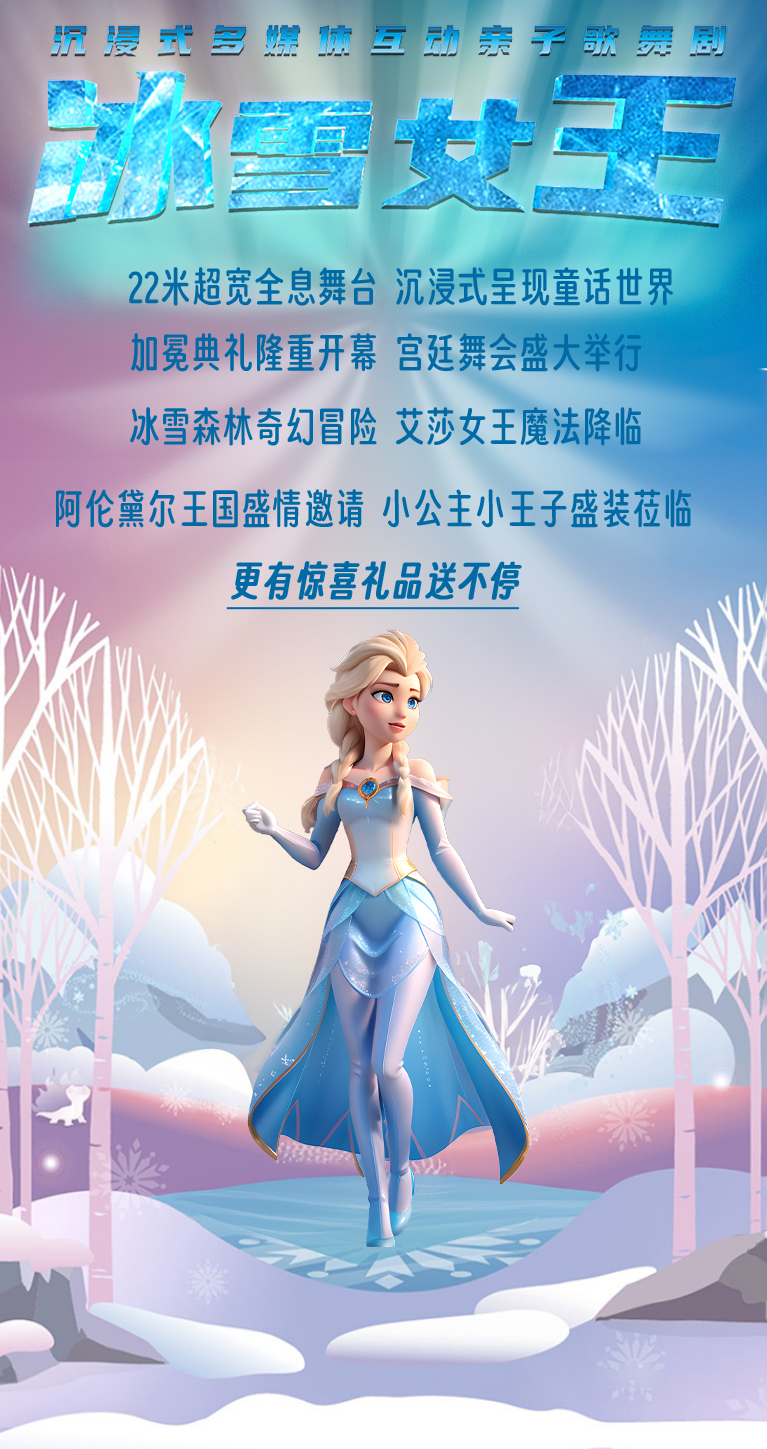 沉浸式多媒体互动亲子歌舞剧
冰雪女王
22米超宽全息舞台 沉浸式呈现童话世界
加冕典礼隆重开幕 宫廷舞会盛大举行
冰雪森林奇幻冒险 艾莎女王魔法降临
阿伦黛尔王国盛情邀请 小公主小王子盛装莅临
更有惊喜礼品送不停